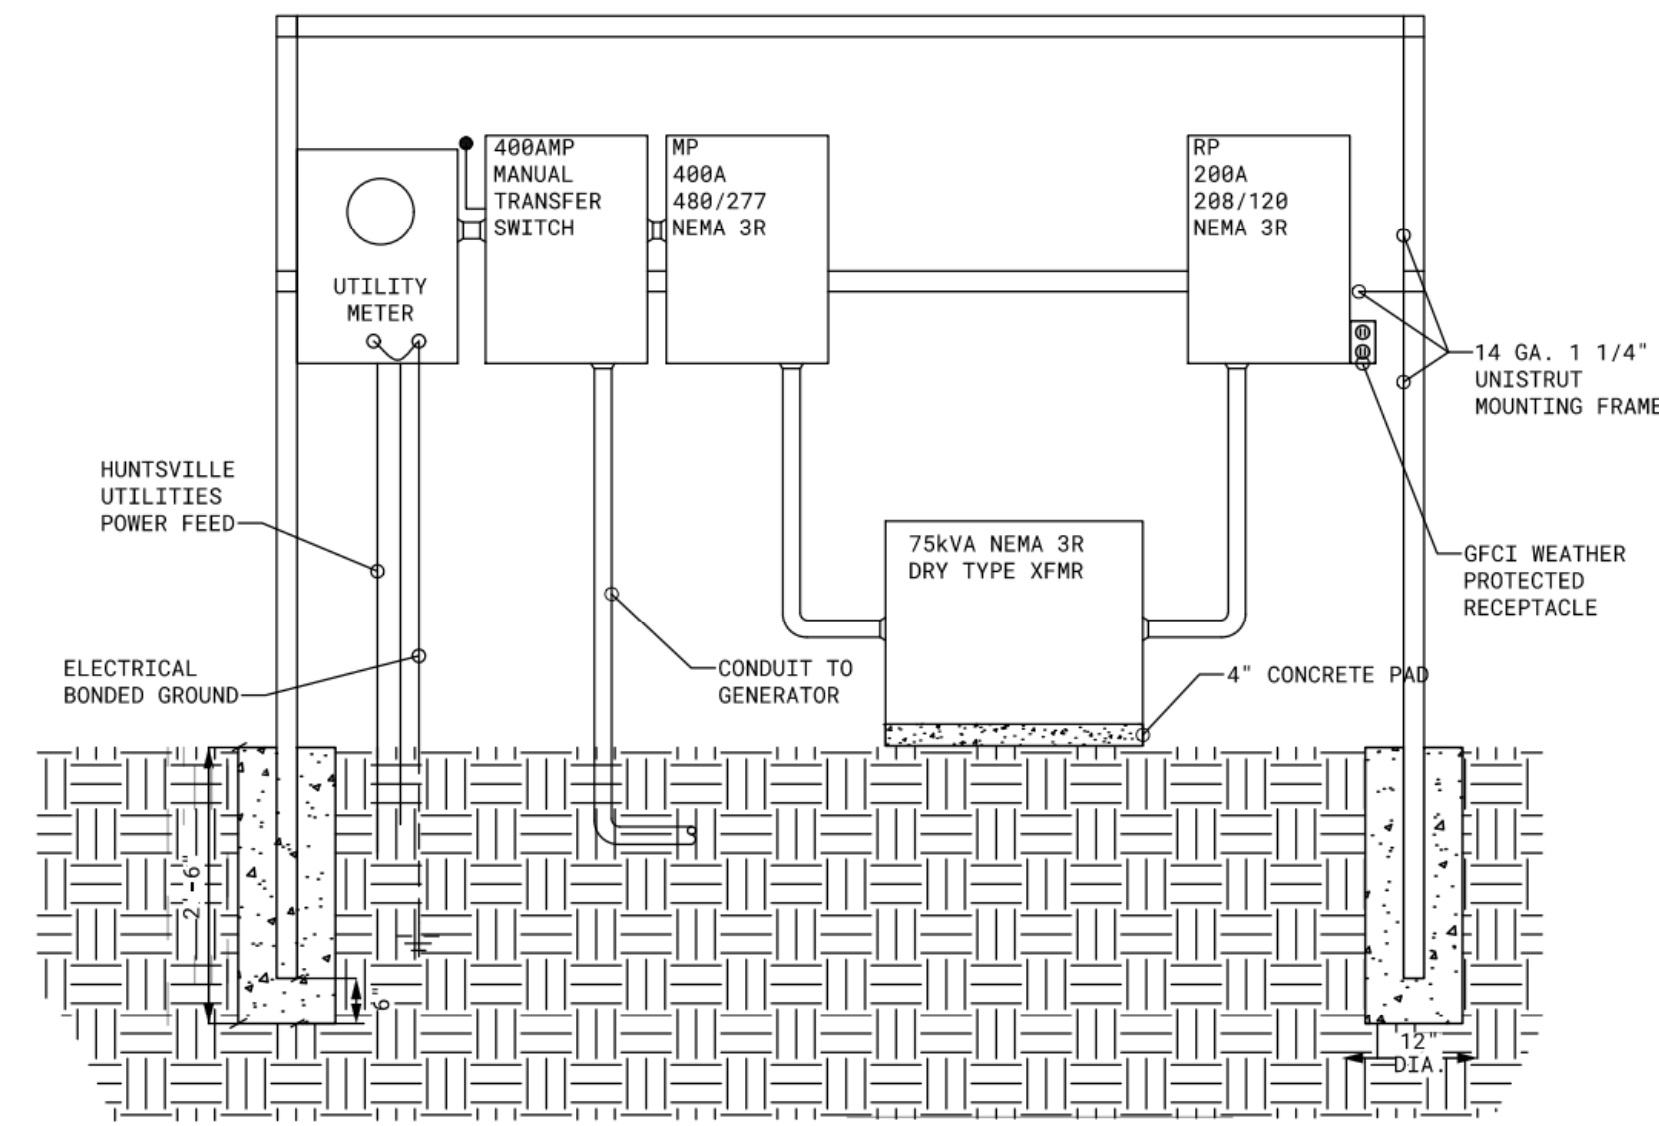 400AMP
MANUAL
TRANSFER
SWITCH
MP
400A
480/277
NEMA 3R
RP
200A
208/120
NEMA 3R
UTILITY
METER
14 GA. 1 1/4"
UNISTRUT
MOUNTING FRAME
HUNTSVILLE
UTILITIES
POWER FEED
75kVA NEMA 3R
DRY TYPE XFMR
GFCI WEATHER
PROTECTED
RECEPTACLE
ELECTRICAL
BONDED GROUND
CONDUIT TO
GENERATOR
4" CONCRETE PAD
2'-6"
6"
12"
DIA.